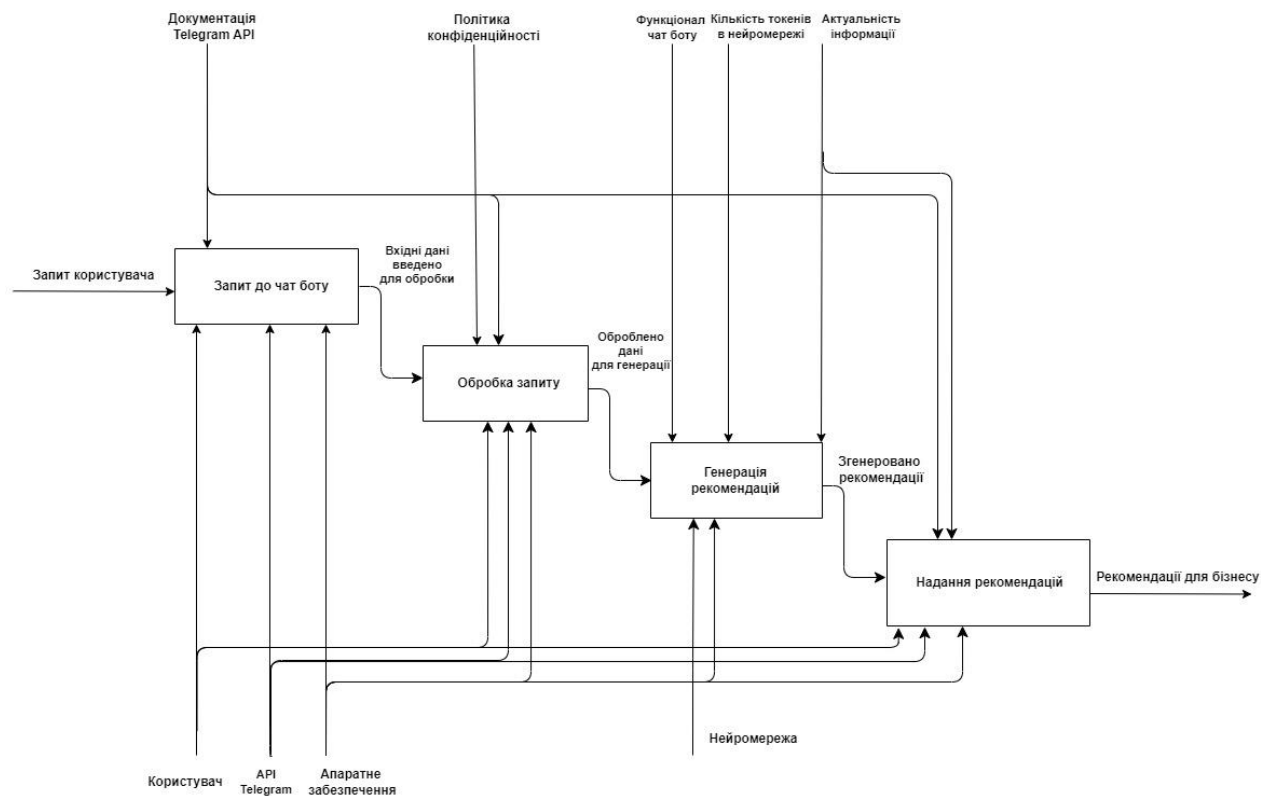 Документація
Telegram API
Політика
конфіденційності
Функціонал
чат боту
Кількість токенів
в нейромережі
Актуальність
інформації
Запит користувача
Запит до чат боту
Вхідні дані
введено
для обробки
Обробка запиту
Оброблено
дані
для генерації
Генерація
рекомендацій
Згенеровано
рекомендації
Надання рекомендацій
Рекомендації для бізнесу
Нейромережа
Користувач
API
Telegram
Апаратне
забезпечення